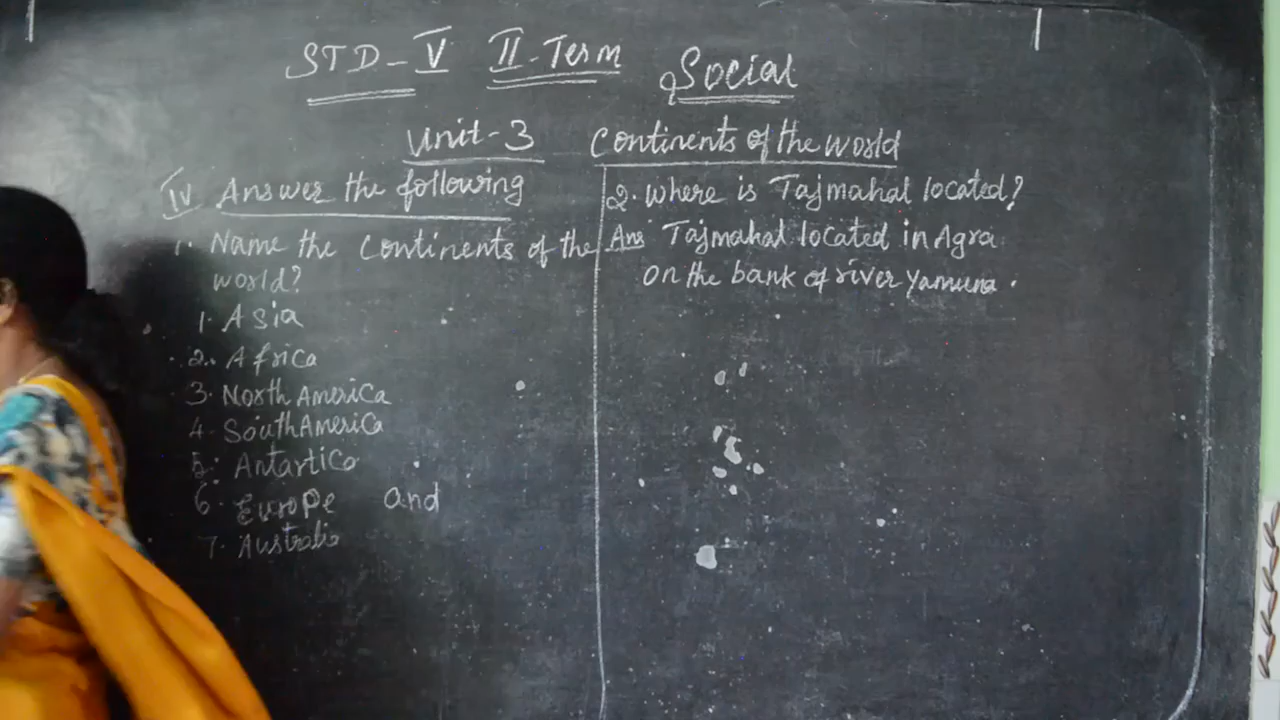 STD-V II-Term Social
Unit-3 Continents of the world
IV Answer the following
1. Name the Continents of the
world?
1. Asia
2. Africa
3. North America
4. South America
5. Antartica
6. Europe and
7. Australia
2. Where is Tajmahal located?
Ans Tajmahal located in Agra
on the bank of river Yamuna.